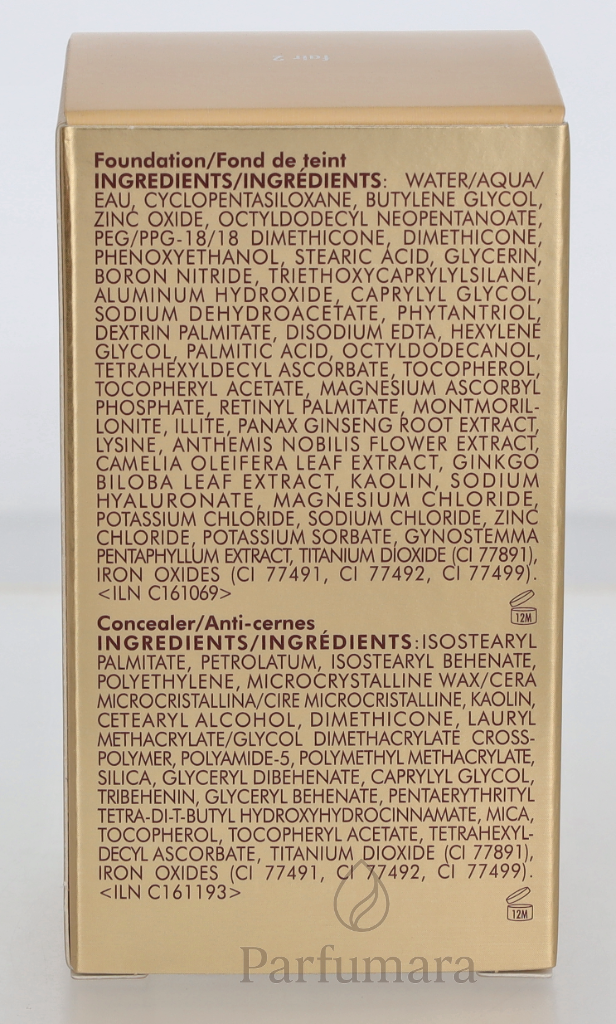 fair 2
Foundation/Fond de teint
INGREDIENTS/INGRÉDIENTS: WATER/AQUA/
EAU, CYCLOPENTASILOXANE, BUTYLENE GLYCOL,
ZINC OXIDE, OCTYLDODECYL NEOPENTANOATE,
PEG/PPG-18/18 DIMETHICONE, DIMETHICONE,
PHENOXYETHANOL, STEARIC ACID, GLYCERIN,
BORON NITRIDE, TRIETHOXYCAPRYLYLSILANE,
ALUMINUM HYDROXIDE, CAPRYLYL GLYCOL,
SODIUM DEHYDROACETATE, PHYTANTRIOL,
DEXTRIN PALMITATE, DISODIUM EDTA, HEXYLENE
GLYCOL, PALMITIC ACID, OCTYLDODECANOL,
TETRAHEXYLDECYL ASCORBATE, TOCOPHEROL,
TOCOPHERYL ACETATE, MAGNESIUM ASCORBYL
PHOSPHATE, RETINYL PALMITATE, MONTMORIL-
LONITE, ILLITE, PANAX GINSENG ROOT EXTRACT,
LYSINE, ANTHEMIS NOBILIS FLOWER EXTRACT,
CAMELIA OLEIFERA LEAF EXTRACT, GINKGO
BILOBA LEAF EXTRACT, KAOLIN, SODIUM
HYALURONATE, MAGNESIUM CHLORIDE,
POTASSIUM CHLORIDE, SODIUM CHLORIDE, ZINC
CHLORIDE, POTASSIUM SORBATE, GYNOSTEMMA
PENTAPHYLLUM EXTRACT, TITANIUM DIOXIDE (CI 77891),
IRON OXIDES (CI 77491, CI 77492, CI 77499).
<ILN C161069>
12M
Concealer/Anti-cernes
INGREDIENTS/INGRÉDIENTS:ISOSTEARYL
PALMITATE, PETROLATUM, ISOSTEARYL BEHENATE,
POLYETHYLENE, MICROCRYSTALLINE WAX/CERA
MICROCRISTALLINA/CIRE MICROCRISTALLINE, KAOLIN,
CETEARYL ALCOHOL, DIMETHICONE, LAURYL
METHACRYLATE/GLYCOL DIMETHACRYLATE CROSS-
POLYMER, POLYAMIDE-5, POLYMETHYL METHACRYLATE,
SILICA, GLYCERYL DIBEHENATE, CAPRYLYL GLYCOL,
TRIBEHENIN, GLYCERYL BEHENATE, PENTAERYTHRITYL
TETRA-DI-T-BUTYL HYDROXYHYDROCINNAMATE, MICA,
TOCOPHEROL, TOCOPHERYL ACETATE, TETRAHEXYL-
DECYL ASCORBATE, TITANIUM DIOXIDE (CI 77891),
IRON OXIDES (CI 77491, CI 77492, CI 77499).
<ILN C161193>
12M
Parfumara